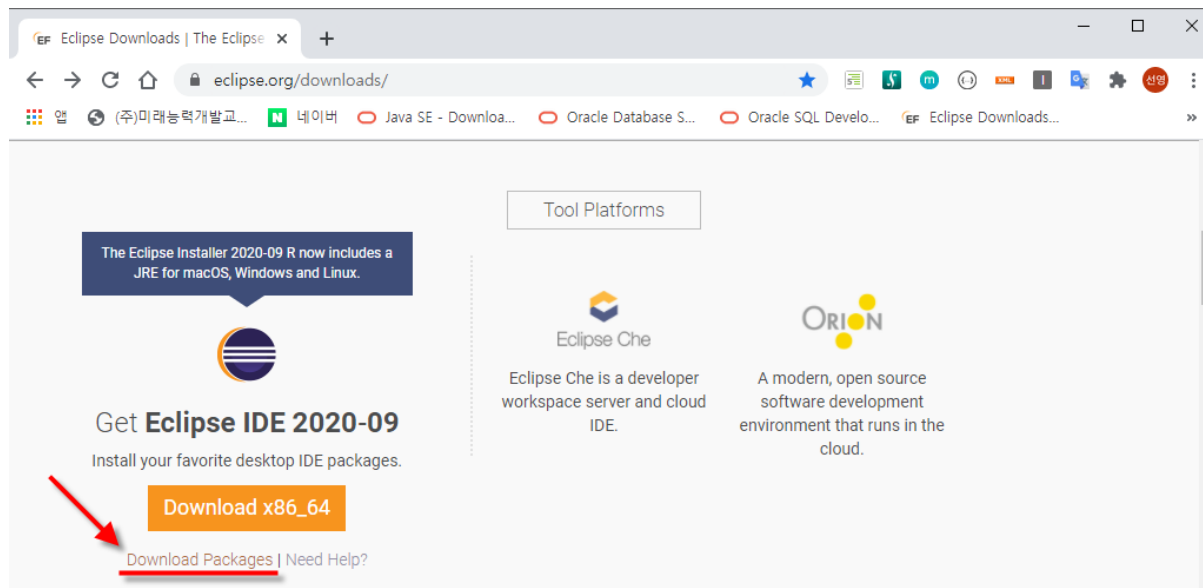 EF Eclipse Downloads | The Eclipse
eclipse.org/downloads/
선영
앱 (주)미래능력개발교... N 네이버 Java SE - Downloa... Oracle Database S... Oracle SQL Develo... EF Eclipse Downloads... »
Tool Platforms
The Eclipse Installer 2020-09 R now includes a
JRE for macOS, Windows and Linux.
Eclipse Che
ORION
Eclipse Che is a developer
workspace server and cloud
IDE.
A modern, open source
software development
environment that runs in the
cloud.
Get Eclipse IDE 2020-09
Install your favorite desktop IDE packages.
Download x86_64
Download Packages | Need Help?